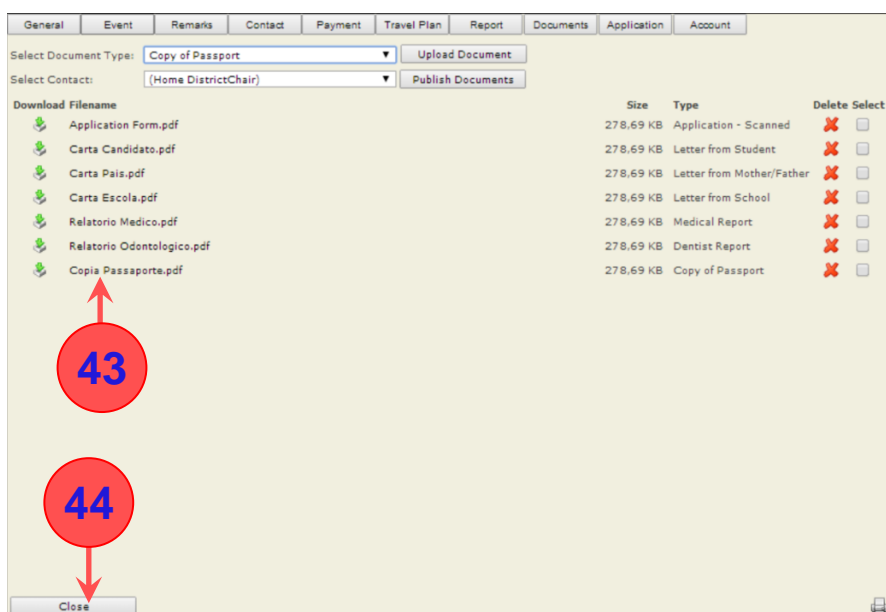 General Event Remarks Contact Payment Travel Plan Report Documents Application Account
Select Document Type: Copy of Passport Upload Document
Select Contact: (Home DistrictChair) Publish Documents
Download Filename Size Type Delete Select
Application Form.pdf 278,69 KB Application - Scanned
Carta Candidato.pdf 278,69 KB Letter from Student
Carta Pais.pdf 278,69 KB Letter from Mother/Father
Carta Escola.pdf 278,69 KB Letter from School
Relatorio Medico.pdf 278,69 KB Medical Report
Relatorio Odontologico.pdf 278,69 KB Dentist Report
Copia Passaporte.pdf 278,69 KB Copy of Passport
43
44
Close